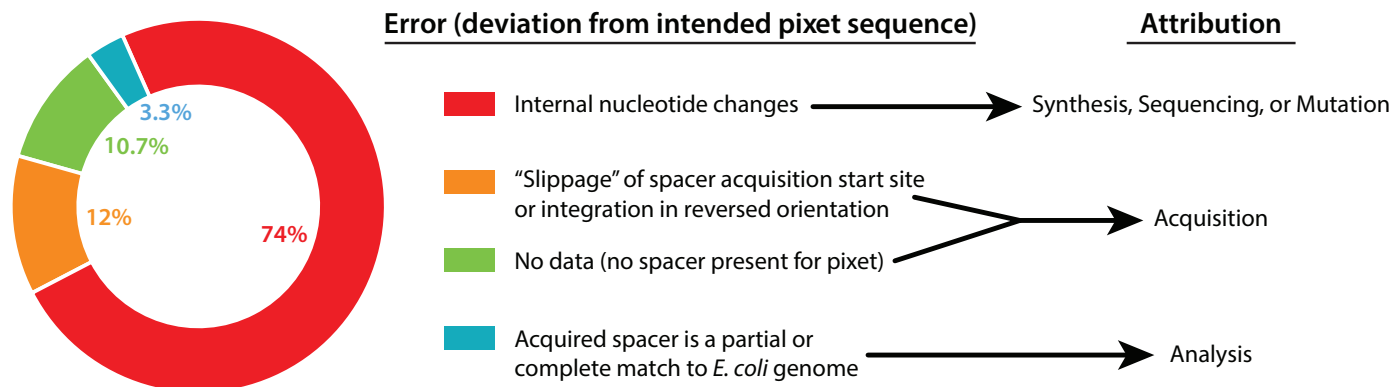 Error (deviation from intended pixet sequence)
Attribution
3.3%
10.7%
12%
74%
Internal nucleotide changes
Synthesis, Sequencing, or Mutation
“Slippage” of spacer acquisition start site
or integration in reversed orientation
Acquisition
No data (no spacer present for pixet)
Acquired spacer is a partial or
complete match to E. coli genome
Analysis